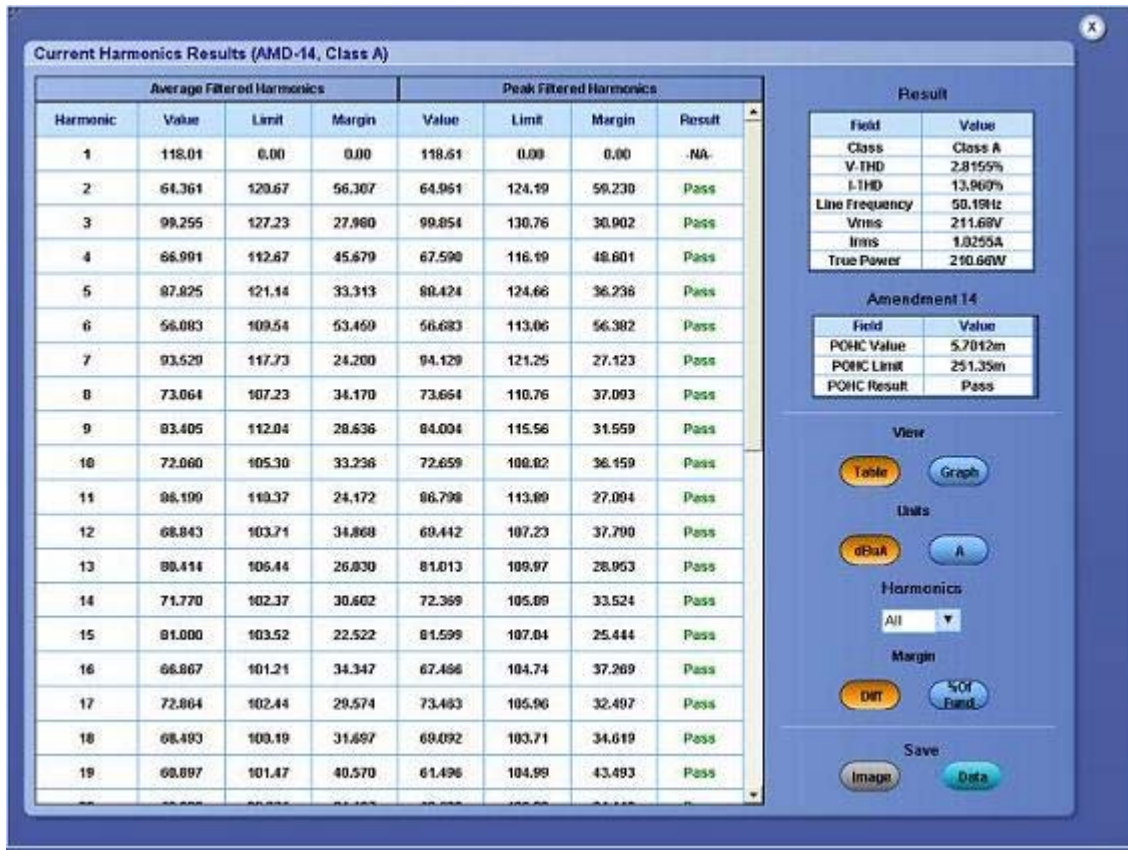 X
Current Harmonics Results (AMD-14, Class A)
Average Filtered Harmonics Peak Filtered Harmonics
Harmonic Value Limit Margin Value Limit Margin Result
1 118.01 0.00 0.00 118.61 0.00 0.00 -NA-
2 64.361 120.67 56.307 64.961 124.19 59.230 Pass
3 99.255 127.23 27.980 99.854 130.76 30.902 Pass
4 66.991 112.67 45.679 67.590 116.19 48.601 Pass
5 87.825 121.14 33.313 88.424 124.66 36.236 Pass
6 56.083 109.54 53.459 56.683 113.06 56.382 Pass
7 93.529 117.73 24.200 94.129 121.25 27.123 Pass
8 73.064 107.23 34.170 73.664 110.76 37.093 Pass
9 83.405 112.04 28.636 84.004 115.56 31.559 Pass
10 72.060 105.30 33.236 72.659 108.82 36.159 Pass
11 86.199 110.37 24.172 86.798 113.89 27.094 Pass
12 68.843 103.71 34.868 69.442 107.23 37.790 Pass
13 80.414 106.44 26.030 81.013 109.97 28.953 Pass
14 71.770 102.37 30.602 72.369 105.89 33.524 Pass
15 81.000 103.52 22.522 81.599 107.04 25.444 Pass
16 66.867 101.21 34.347 67.466 104.74 37.269 Pass
17 72.864 102.44 29.574 73.463 105.96 32.497 Pass
18 68.493 100.19 31.697 69.092 103.71 34.619 Pass
19 60.897 101.47 40.570 61.496 104.99 43.493 Pass
Result
Field Value
Class Class A
V-THD 2.8155%
I-THD 13.960%
Line Frequency 50.19Hz
Vrms 211.68V
Irms 1.0255A
True Power 210.66W
Amendment 14
Field Value
POHC Value 5.7012m
POHC Limit 251.35m
POHC Result Pass
View
Table Graph
Units
dBuA A
Harmonics
All
Margin
Diff %Of
Fund.
Save
Image Data